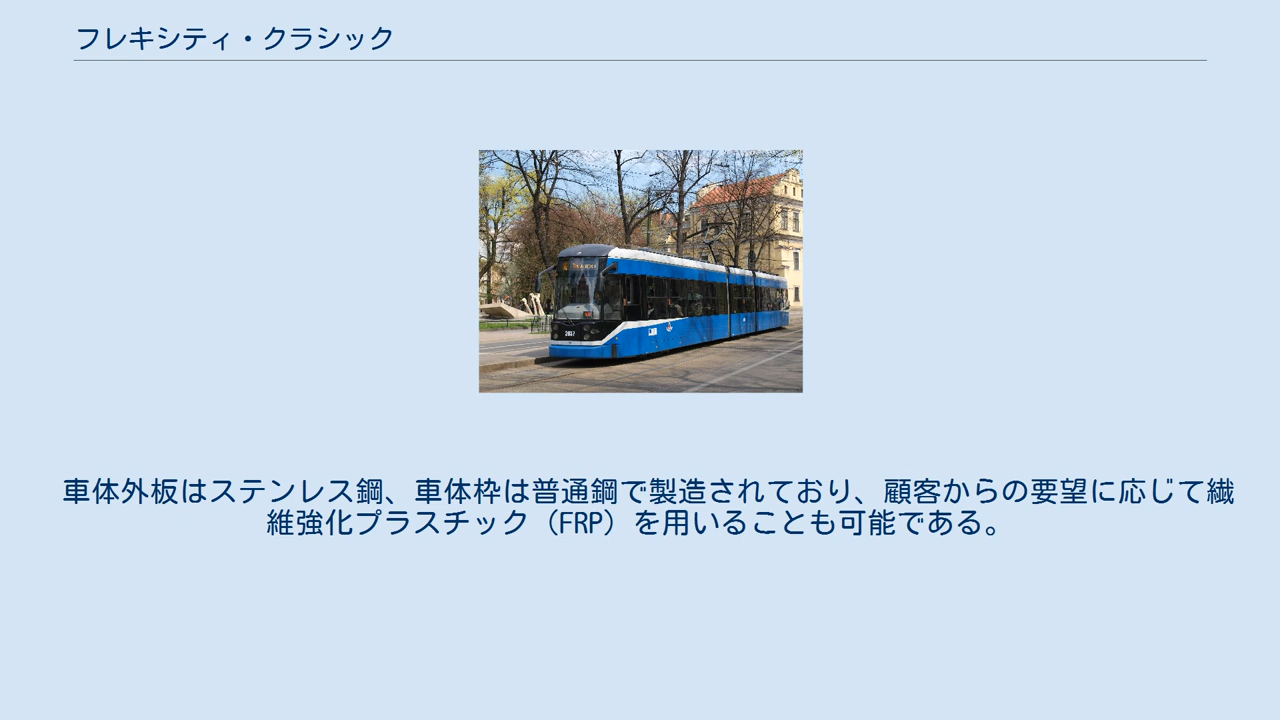 フレキシティ・クラシック
車体外板はステンレス鋼、車体枠は普通鋼で製造されており、顧客からの要望に応じて繊
維強化プラスチック（FRP）を用いることも可能である。